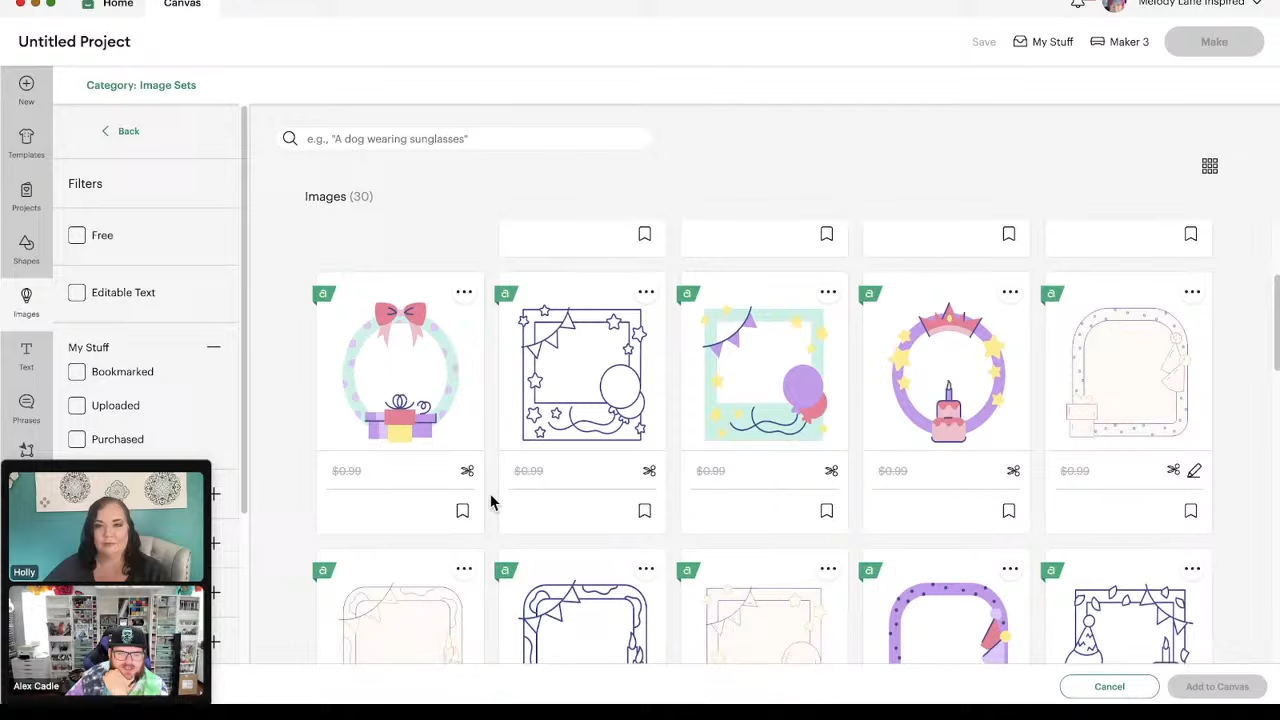 Home
Canvas
Melody Lane Inspired
Untitled Project
Save
My Stuff
Maker 3
Make
New
Templates
Projects
Shapes
Images
Text
Phrases
Category: Image Sets
Back
Filters
Free
Editable Text
My Stuff
Bookmarked
Uploaded
Purchased
e.g., "A dog wearing sunglasses"
Images (30)
a
a
a
a
a
$0.99
$0.99
$0.99
$0.99
$0.99
a
a
a
a
a
Holly
Alex Cadle
Cancel
Add to Canvas